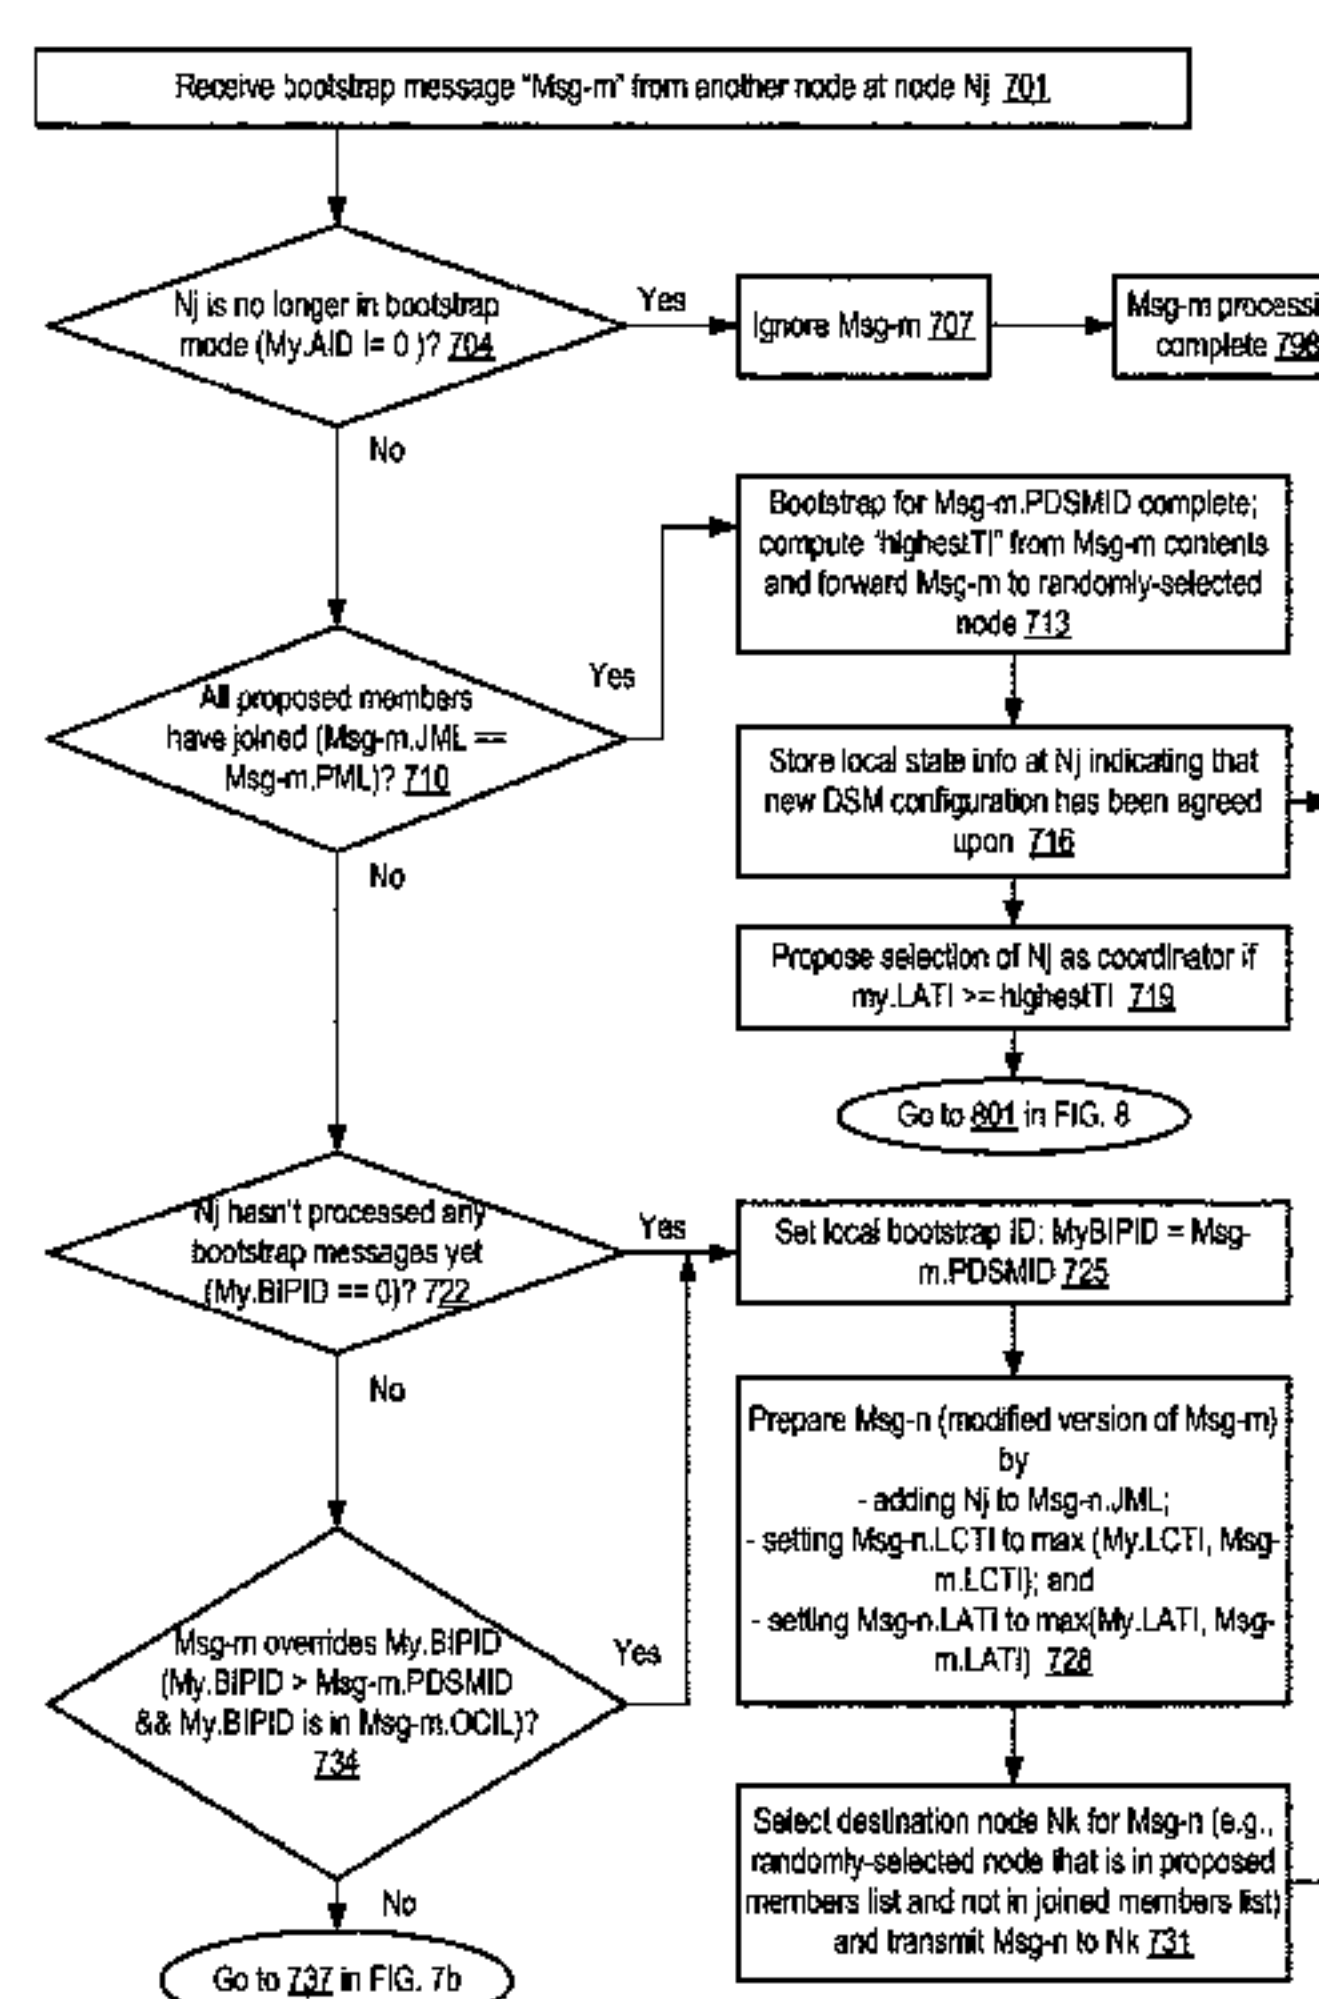 Receive bootstrap message “Msg-m” from another node at node Nj 701
Nj is no longer in bootstrap
mode (My.AID != 0 )? 704
Yes
Ignore Msg-m 707
Msg-m processi
complete 798
No
Bootstrap for Msg-m.PDSMID complete;
compute “highestTI” from Msg-m contents
and forward Msg-m to randomly-selected
node 713
All proposed members
have joined (Msg-m.JML ==
Msg-m.PML)? 710
Yes
Store local state info at Nj indicating that
new DSM configuration has been agreed
upon 716
No
Propose selection of Nj as coordinator if
my.LATI >= highestTI 719
Go to 801 in FIG. 8
Nj hasn't processed any
bootstrap messages yet
(My.BIPID == 0)? 722
Yes
Set local bootstrap ID: MyBIPID = Msg-
m.PDSMID 725
No
Prepare Msg-n (modified version of Msg-m)
by
- adding Nj to Msg-n.JML;
- setting Msg-n.LCTI to max (My.LCTI, Msg-
m.LCTI); and
- setting Msg-n.LATI to max(My.LATI, Msg-
m.LATI) 728
Msg-m overrides My.BIPID
(My.BIPID > Msg-m.PDSMID
&& My.BIPID is in Msg-m.OCIL)?
734
Yes
Select destination node Nk for Msg-n (e.g.,
randomly-selected node that is in proposed
members list and not in joined members list)
and transmit Msg-n to Nk 731
No
Go to 737 in FIG. 7b